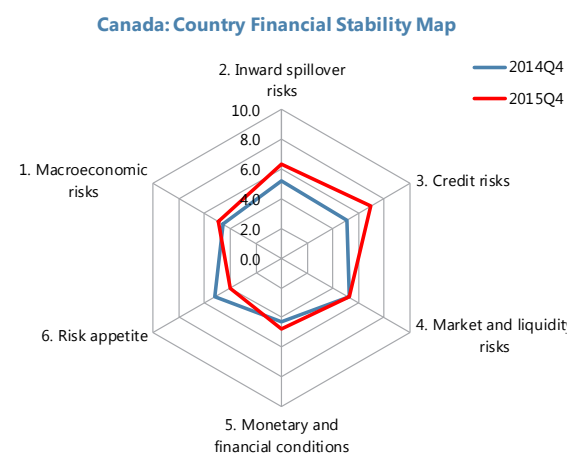 Canada: Country Financial Stability Map
2014Q4
2015Q4
2. Inward spillover
risks
10.0
8.0
6.0
4.0
2.0
0.0
1. Macroeconomic
risks
3. Credit risks
4. Market and liquidity
risks
6. Risk appetite
5. Monetary and
financial conditions